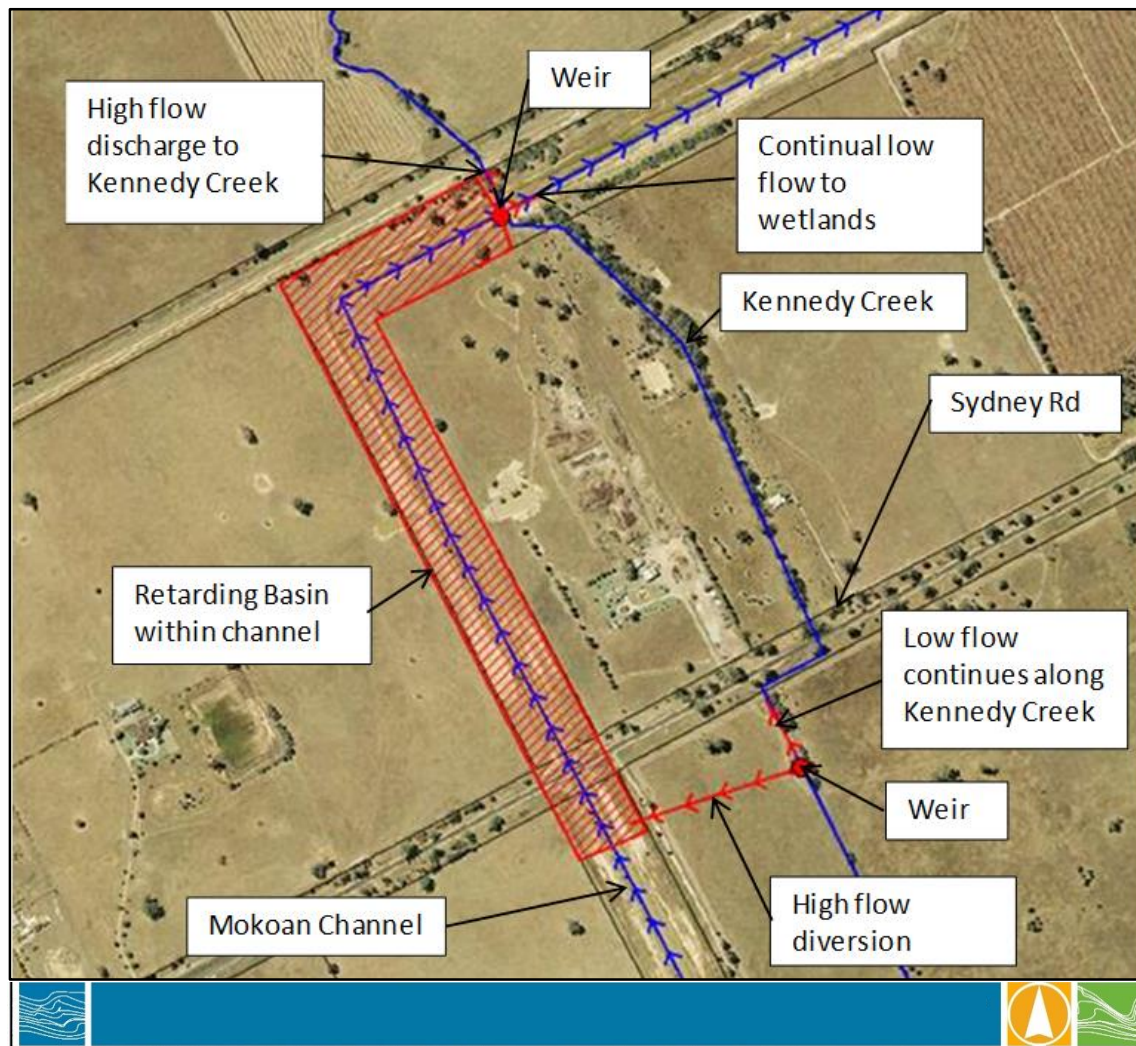 Weir
High flow
discharge to
Kennedy Creek
Continual low
flow to
wetlands
Kennedy Creek
Sydney Rd
Retarding Basin
within channel
Low flow
continues along
Kennedy Creek
Weir
Mokoan Channel
High flow
diversion